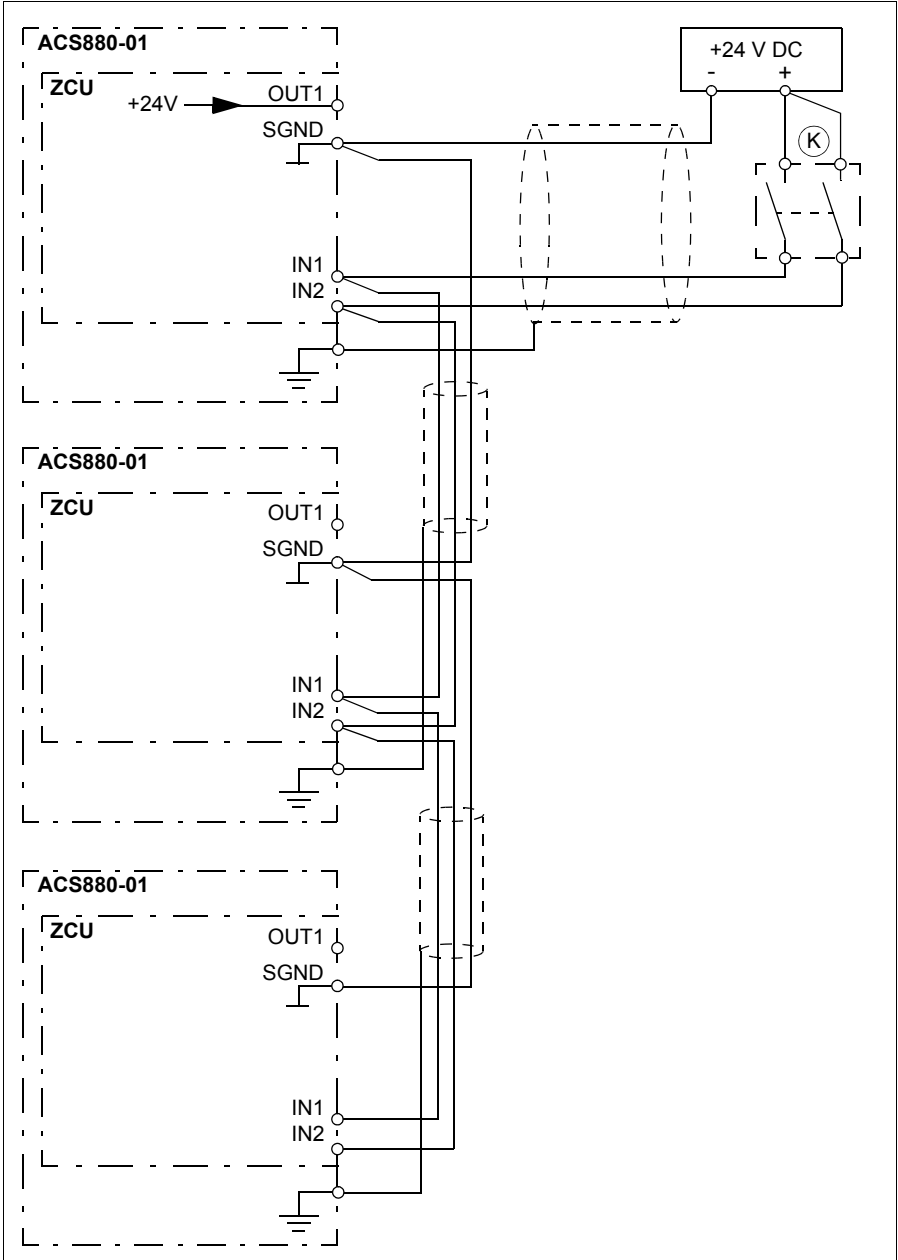 ACS880-01
ZCU
+24V
OUT1
SGND
IN1
IN2
+24 V DC
- +
K
ACS880-01
ZCU
OUT1
SGND
IN1
IN2
ACS880-01
ZCU
OUT1
SGND
IN1
IN2